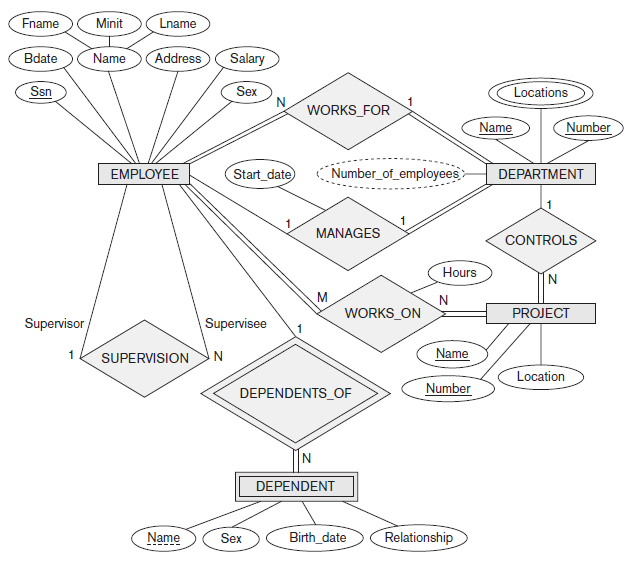 Fname Minit Lname
Bdate Name Address Salary
Ssn Sex
N WORKS_FOR 1
Locations
Name Number
EMPLOYEE
Start_date
Number_of_employees
DEPARTMENT
1 MANAGES 1
1
CONTROLS
N
Hours
M WORKS_ON N
PROJECT
Supervisor Supervisee
1 SUPERVISION N
1
Name
Number
Location
DEPENDENTS_OF
N
DEPENDENT
Name Sex Birth_date Relationship